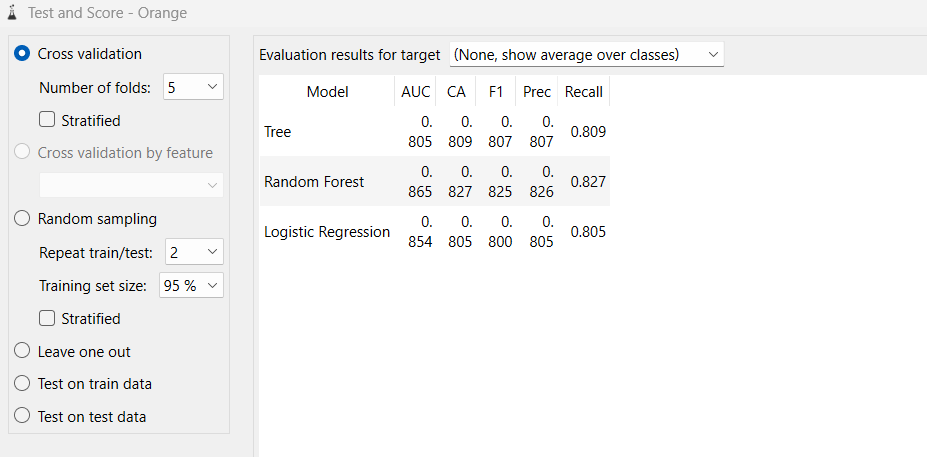 Test and Score - Orange
Cross validation
Number of folds: 5
Stratified
Cross validation by feature
Random sampling
Repeat train/test: 2
Training set size: 95 %
Stratified
Leave one out
Test on train data
Test on test data
Evaluation results for target (None, show average over classes)
Model AUC CA F1 Prec Recall
Tree 0.805 0.809 0.807 0.807 0.809
Random Forest 0.865 0.827 0.825 0.826 0.827
Logistic Regression 0.854 0.805 0.800 0.805 0.805